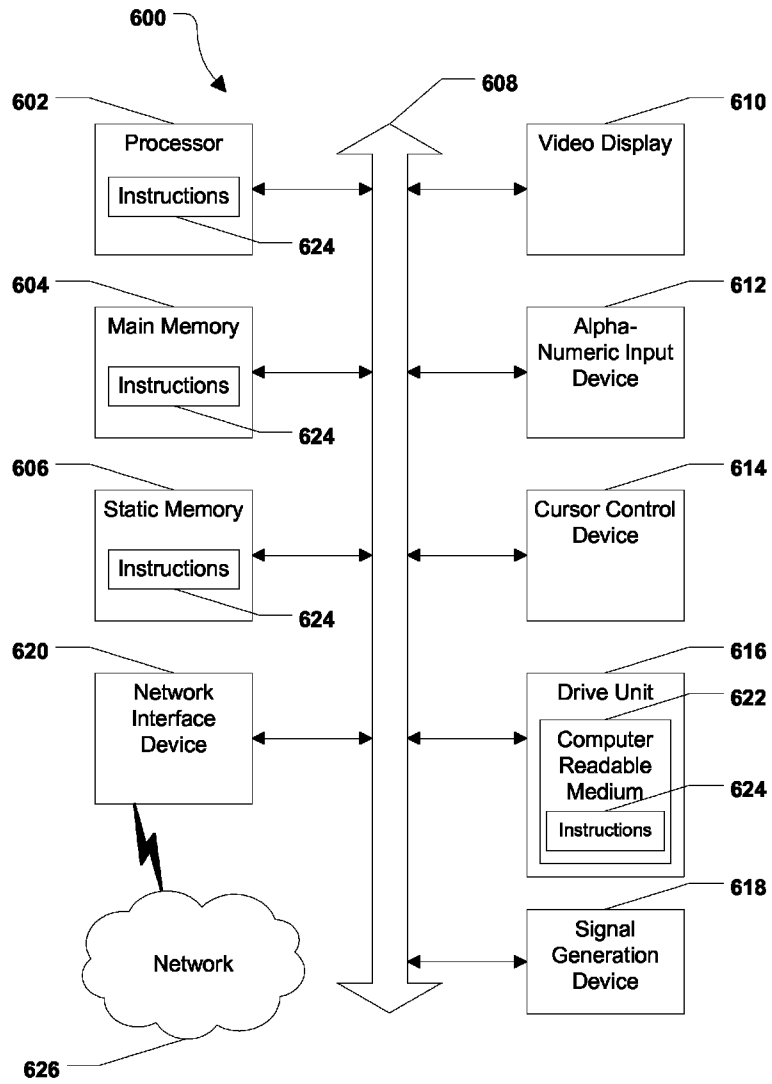 600
608
602
Processor
Instructions
624
610
Video Display
604
Main Memory
Instructions
624
612
Alpha-
Numeric Input
Device
606
Static Memory
Instructions
624
614
Cursor Control
Device
620
Network
Interface
Device
616
Drive Unit
622
Computer
Readable
Medium
624
Instructions
618
Signal
Generation
Device
Network
626